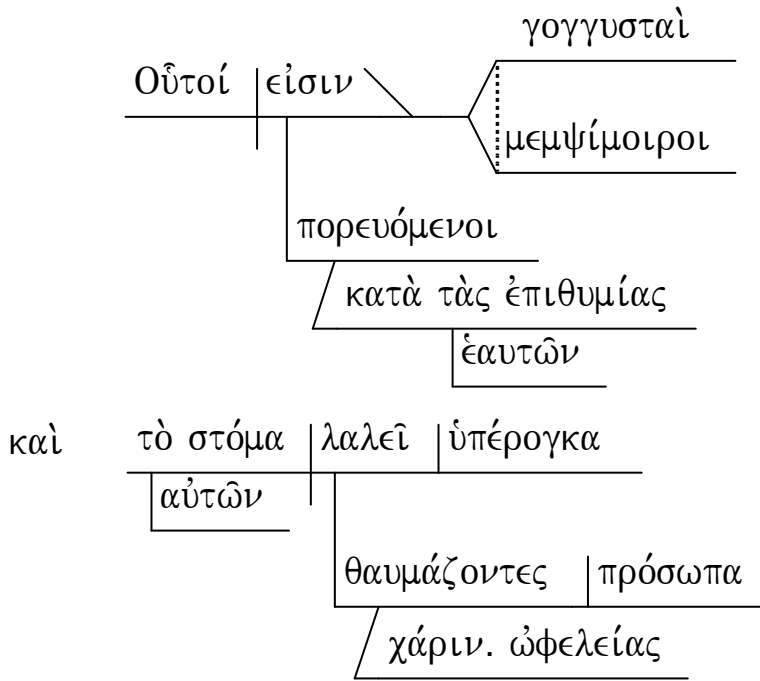 γογγυσταὶ
Οὗτοί εἰσιν
μεμψίμοιροι
πορευόμενοι
κατὰ τὰς ἐπιθυμίας
ἑαυτῶν
καὶ τὸ στόμα λαλεῖ ὑπέρογκα
αὐτῶν
θαυμάζοντες πρόσωπα
χάριν. ὠφελείας